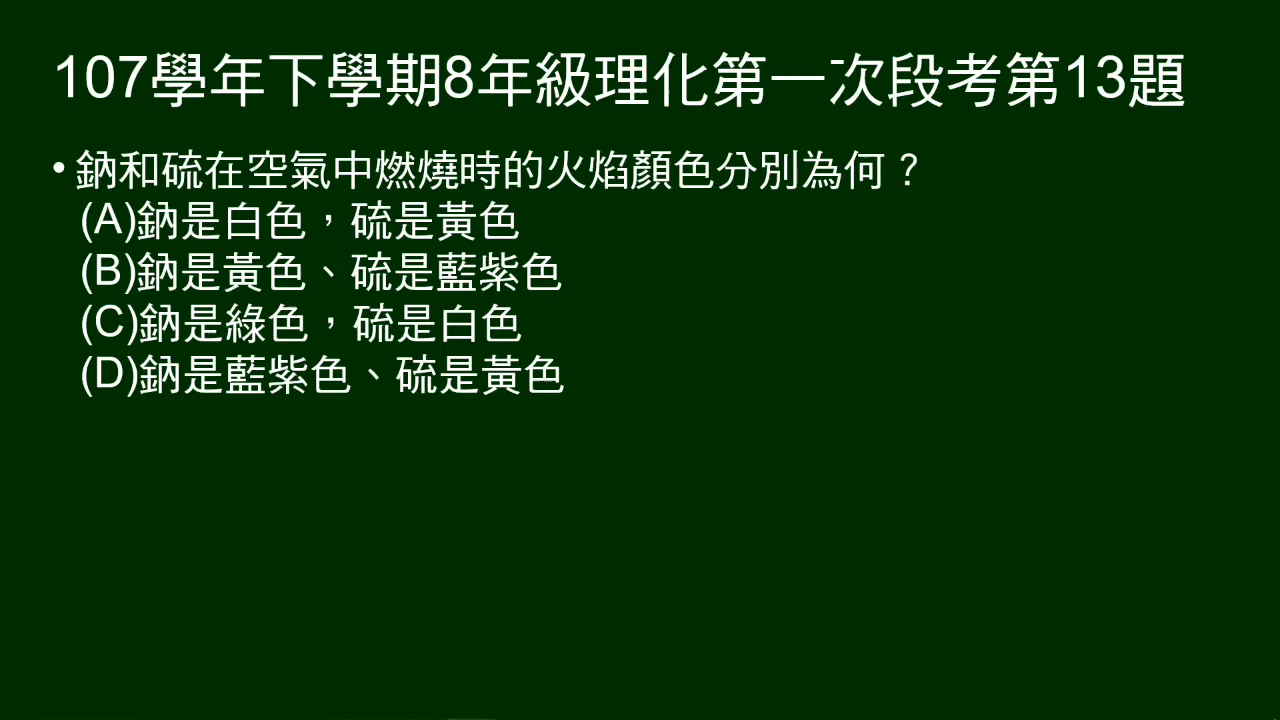 107學年下學期8年級理化第一次段考第13題
•鈉和硫在空氣中燃燒時的火焰顏色分別為何？
(A)鈉是白色，硫是黃色
(B)鈉是黃色、硫是藍紫色
(C)鈉是綠色，硫是白色
(D)鈉是藍紫色、硫是黃色